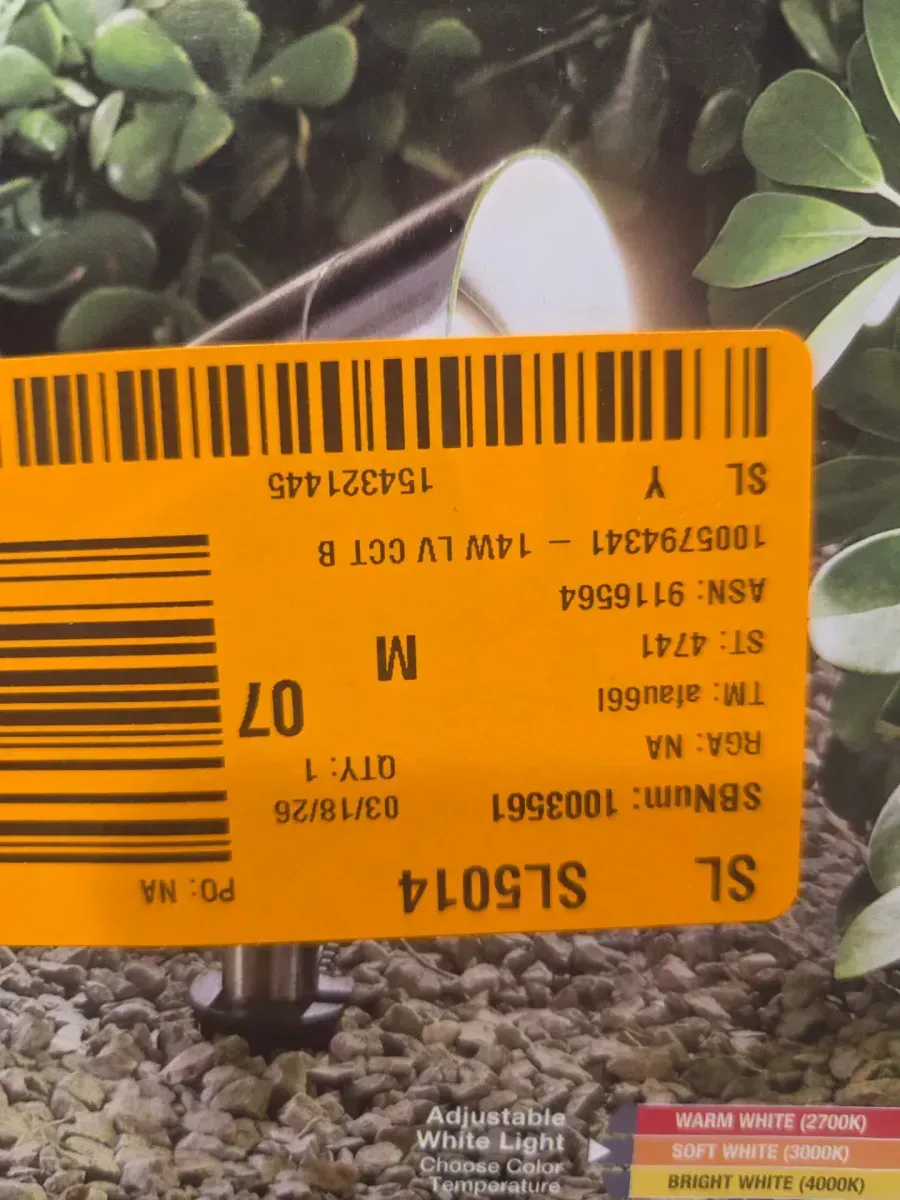 SL SL5014 PO: NA
SBNum: 1003561 03/18/26
RGA: NA QTY: 1
TM: afau66l 07
ST: 4741 M
ASN: 9116564
1005794341 – 14W LV CCT B
SL Y 154321445
Adjustable
White Light
Choose Color
Temperature
WARM WHITE (2700K)
SOFT WHITE (3000K)
BRIGHT WHITE (4000K)